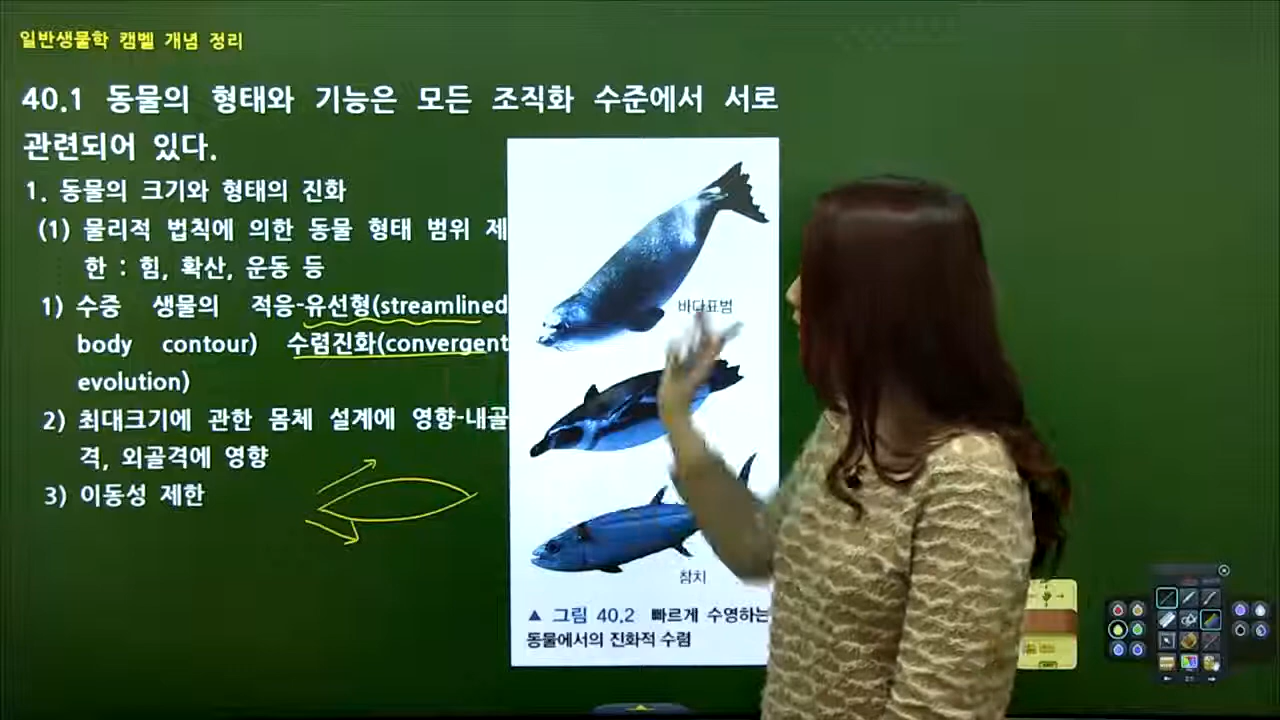 일반생물학 캠벨 개념 정리
40.1 동물의 형태와 기능은 모든 조직화 수준에서 서로
관련되어 있다.
1. 동물의 크기와 형태의 진화
(1) 물리적 법칙에 의한 동물 형태 범위 제
한 : 힘, 확산, 운동 등
1) 수중 생물의 적응-유선형(streamlined
body contour) 수렴진화(convergent
evolution)
2) 최대크기에 관한 몸체 설계에 영향-내골
격, 외골격에 영향
3) 이동성 제한
바다표범
참치
▲ 그림 40.2 빠르게 수영하는
동물에서의 진화적 수렴